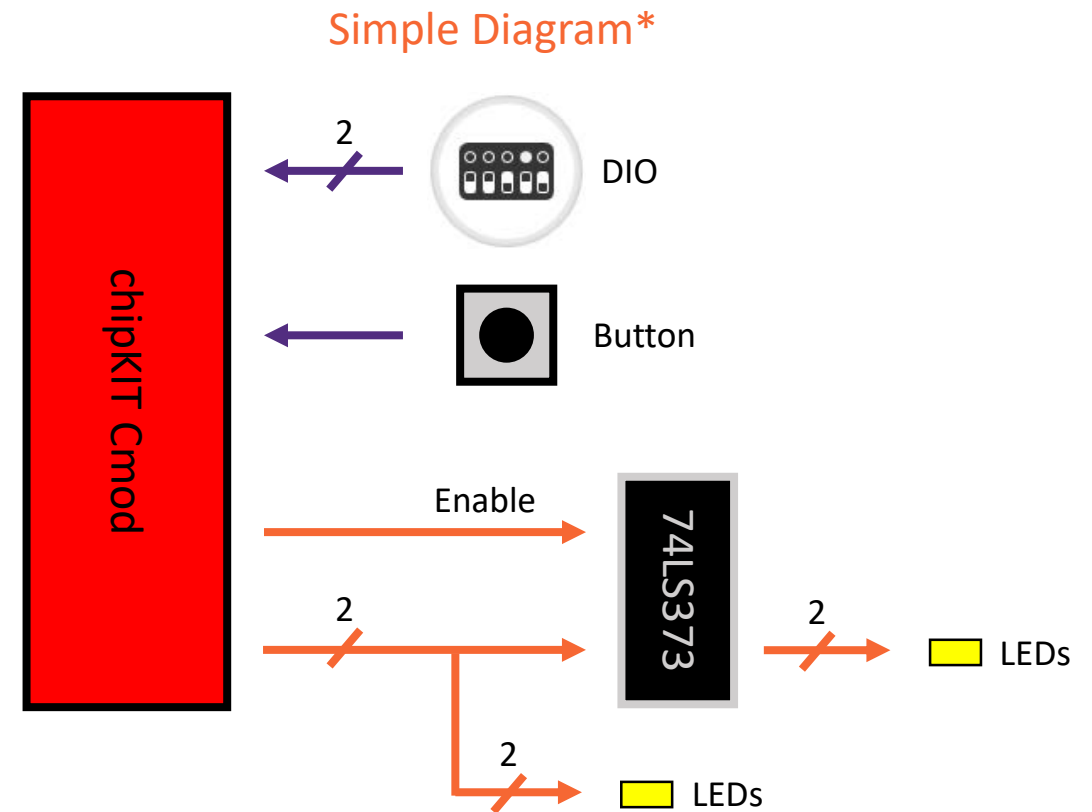 Simple Diagram*
2
DIO
chipKIT Cmod
Button
Enable
74LS373
2
2
LEDs
2
LEDs